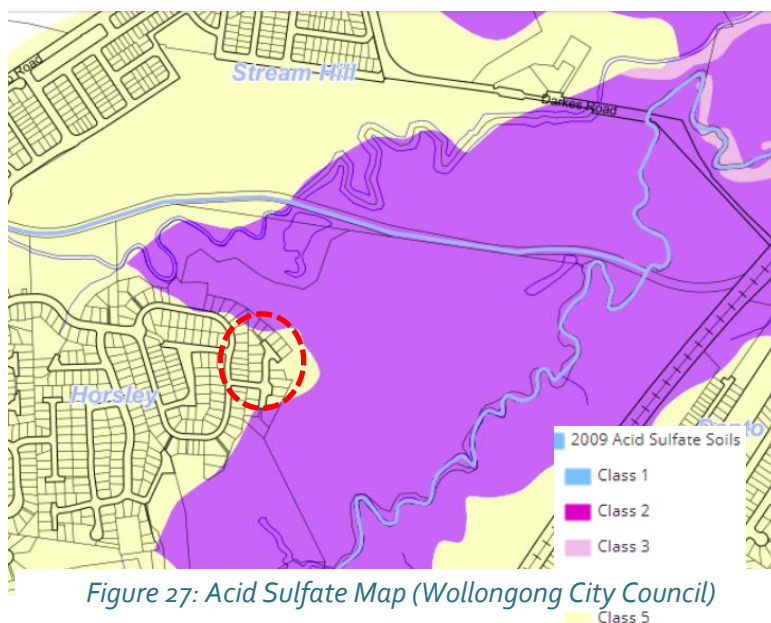 Road
Stream Hill
Darkes Road
Horsley
2009 Acid Sulfate Soils
Class 1
Class 2
Class 3
Figure 27: Acid Sulfate Map (Wollongong City Council)
Class 5